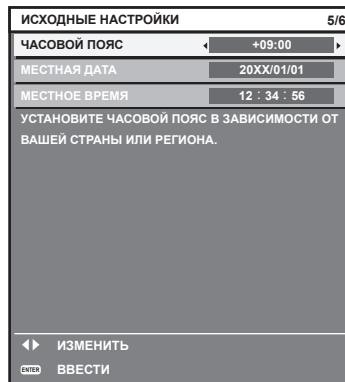 ИСХОДНЫЕ НАСТРОЙКИ 5/6
ЧАСОВОЙ ПОЯС +09:00
МЕСТНАЯ ДАТА 20XX/01/01
МЕСТНОЕ ВРЕМЯ 12 : 34 : 56
УСТАНОВИТЕ ЧАСОВОЙ ПОЯС В ЗАВИСИМОСТИ ОТ
ВАШЕЙ СТРАНЫ ИЛИ РЕГИОНА.
ИЗМЕНИТЬ
ENTER ВВЕСТИ